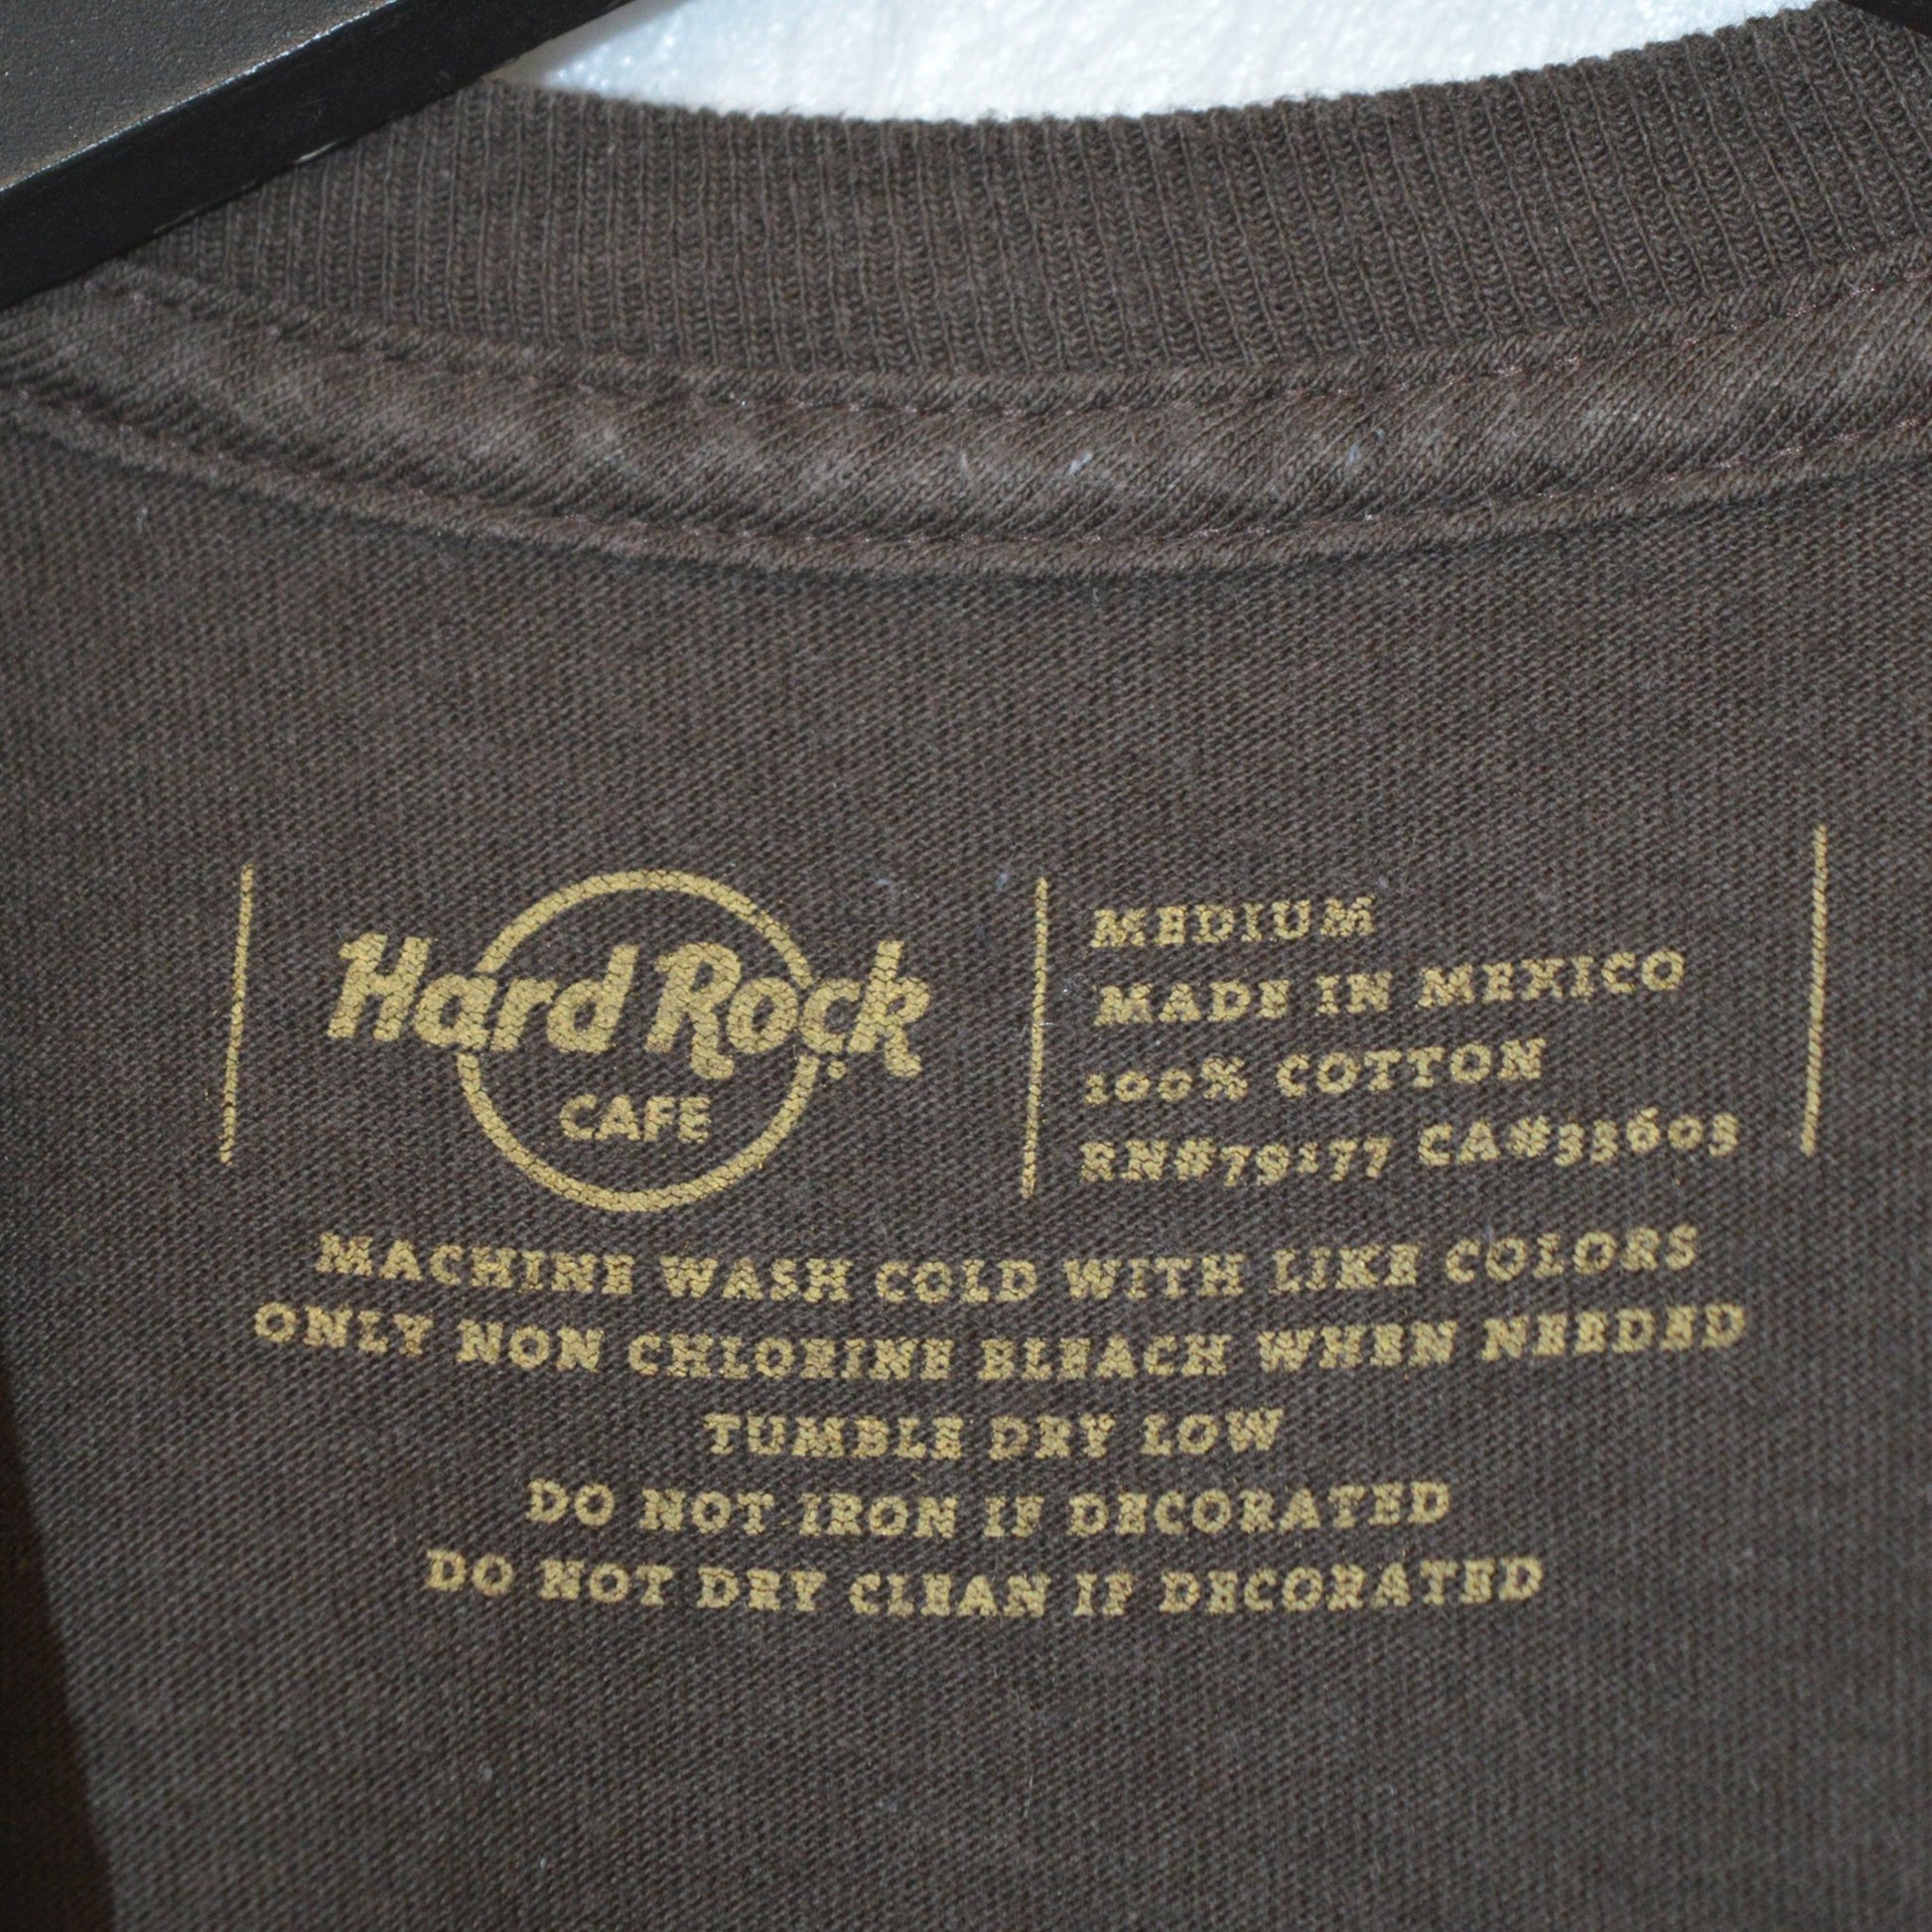 Hard Rock
CAFE
MEDIUM
MADE IN MEXICO
100% COTTON
RN#79177 CA#33603
MACHINE WASH COLD WITH LIKE COLORS
ONLY NON CHLORINE BLEACH WHEN NEEDED
TUMBLE DRY LOW
DO NOT IRON IF DECORATED
DO NOT DRY CLEAN IF DECORATED